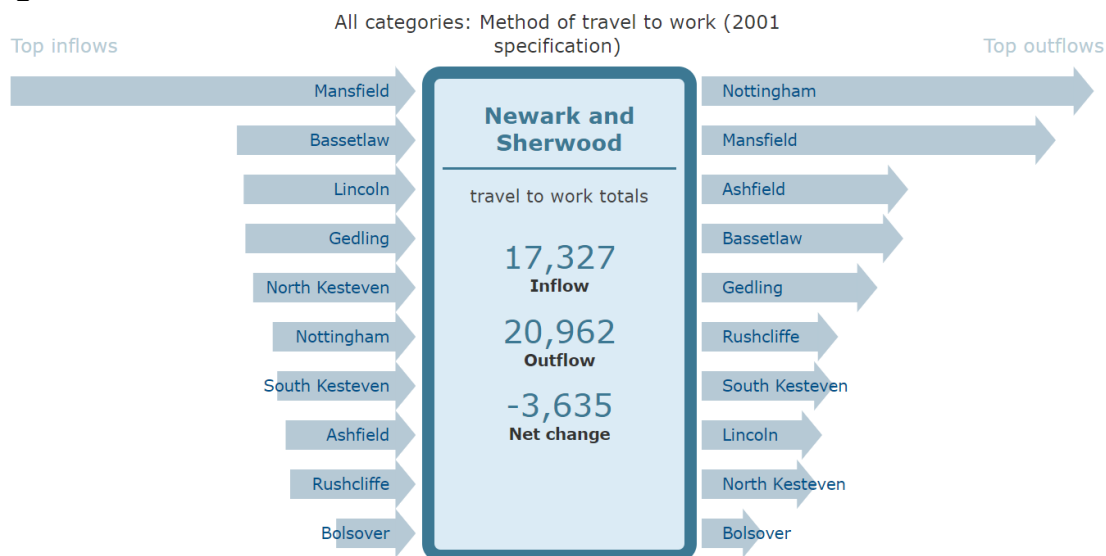 All categories: Method of travel to work (2001
specification)
Top inflows
Top outflows
Mansfield
Bassetlaw
Lincoln
Gedling
North Kesteven
Nottingham
South Kesteven
Ashfield
Rushcliffe
Bolsover
Newark and
Sherwood
travel to work totals
17,327
Inflow
20,962
Outflow
-3,635
Net change
Nottingham
Mansfield
Ashfield
Bassetlaw
Gedling
Rushcliffe
South Kesteven
Lincoln
North Kesteven
Bolsover